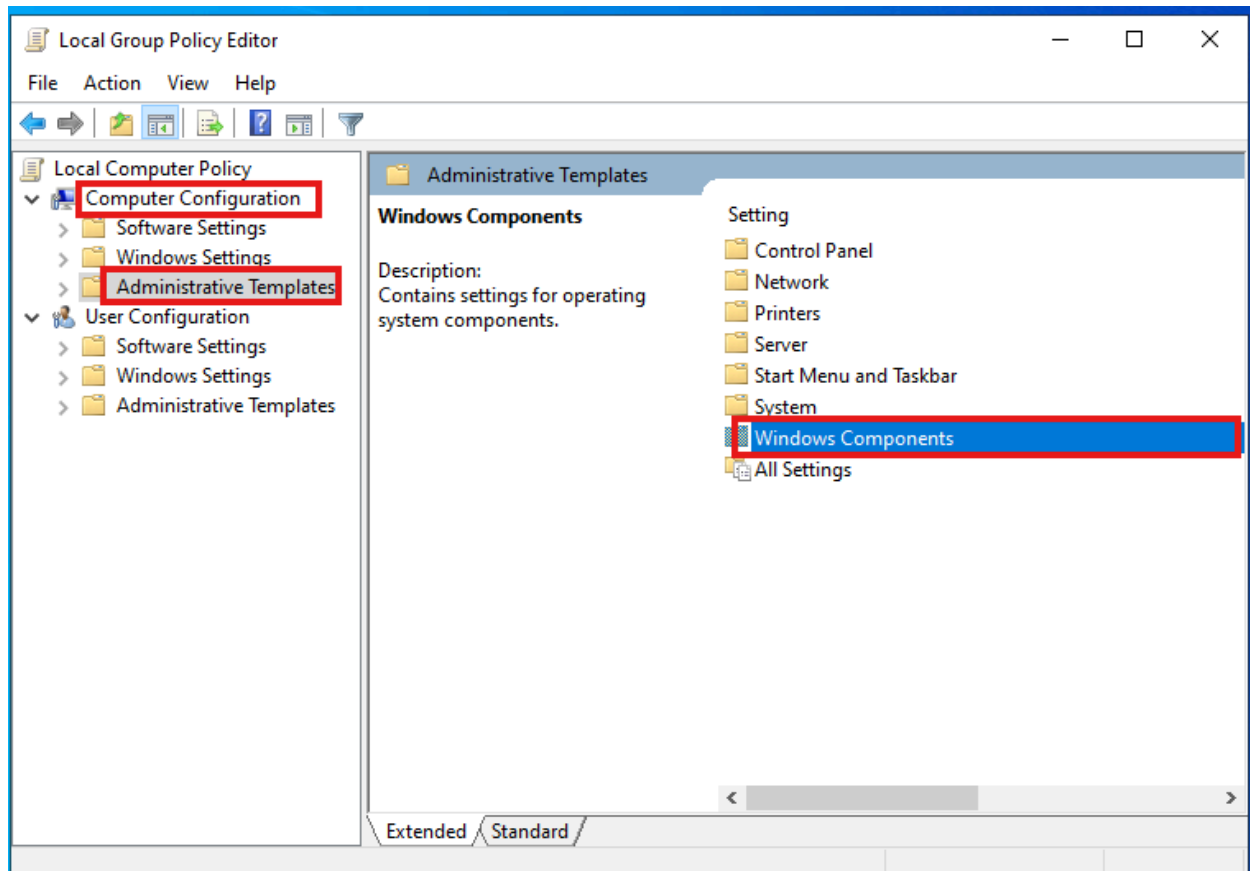 Local Group Policy Editor
File Action View Help
Local Computer Policy
Computer Configuration
Software Settings
Windows Settings
Administrative Templates
User Configuration
Software Settings
Windows Settings
Administrative Templates
Administrative Templates
Windows Components
Description:
Contains settings for operating
system components.
Setting
Control Panel
Network
Printers
Server
Start Menu and Taskbar
System
Windows Components
All Settings
Extended Standard